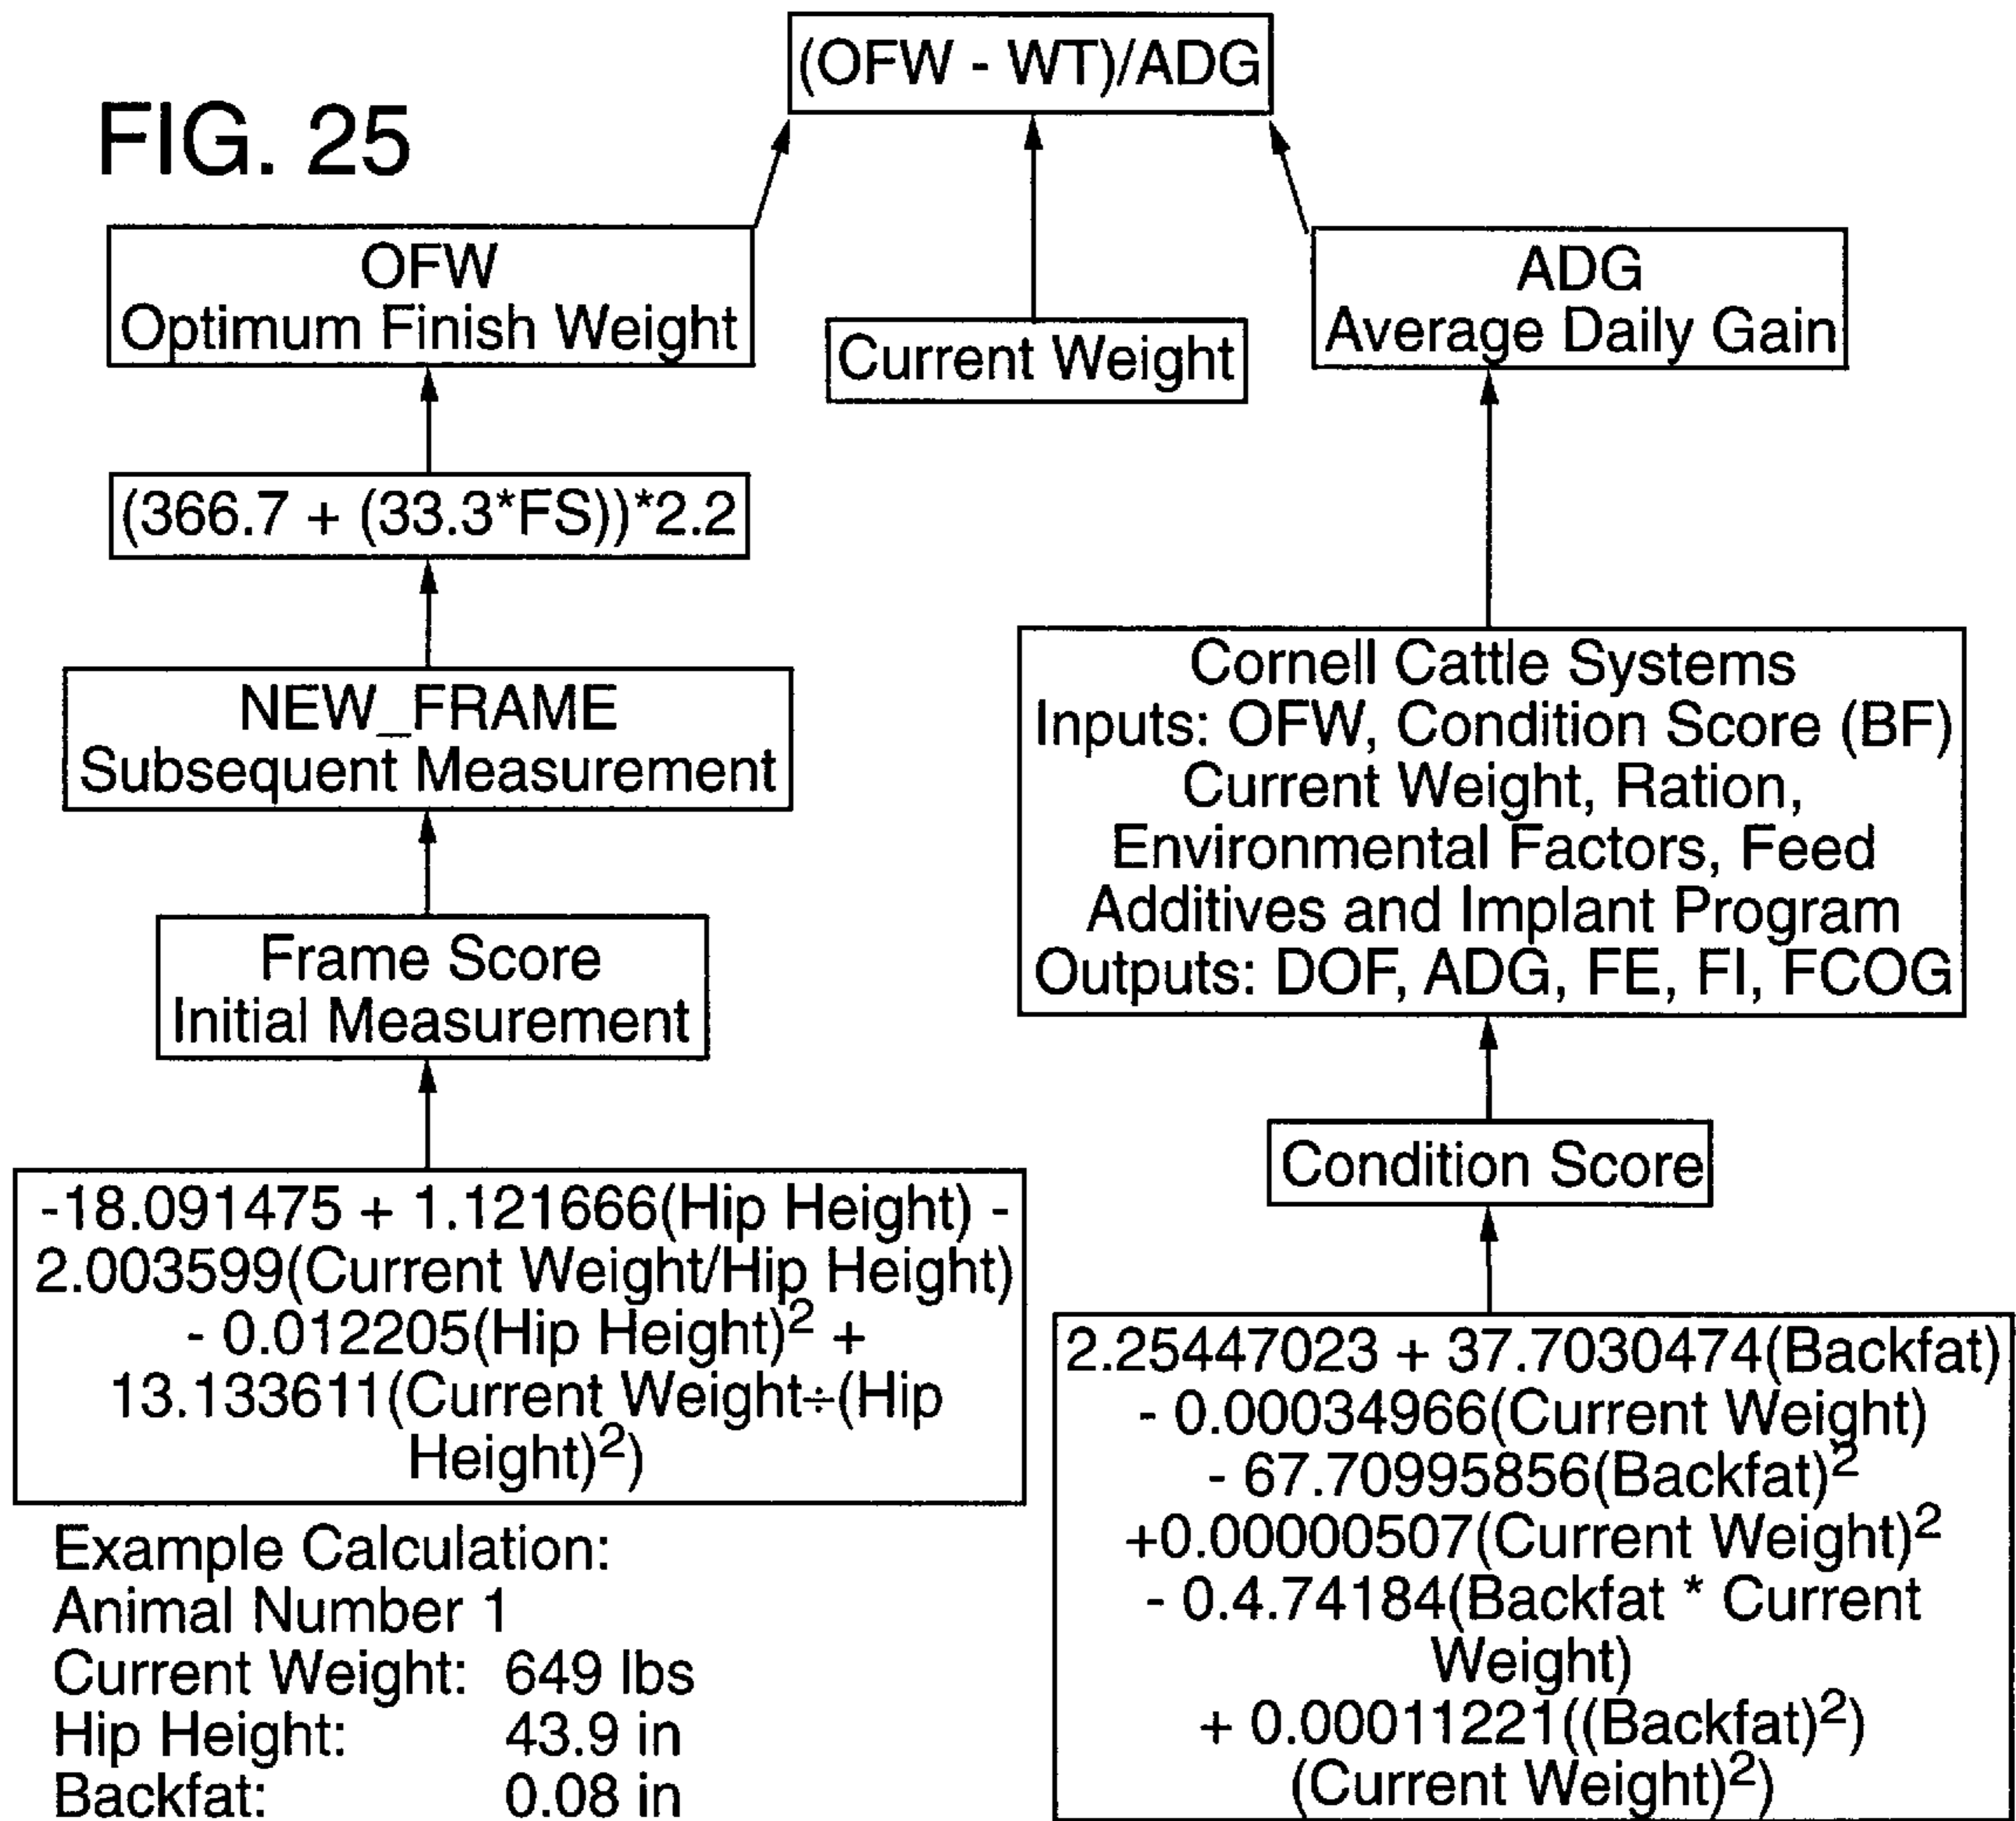 FIG. 25
(OFW - WT)/ADG
OFW
Optimum Finish Weight
Current Weight
ADG
Average Daily Gain
(366.7 + (33.3*FS))*2.2
NEW_FRAME
Subsequent Measurement
Frame Score
Initial Measurement
-18.091475 + 1.121666(Hip Height) -
2.003599(Current Weight/Hip Height)
- 0.012205(Hip Height)² +
13.133611(Current Weight÷(Hip
Height)²)
Cornell Cattle Systems
Inputs: OFW, Condition Score (BF)
Current Weight, Ration,
Environmental Factors, Feed
Additives and Implant Program
Outputs: DOF, ADG, FE, FI, FCOG
Condition Score
2.25447023 + 37.7030474(Backfat)
- 0.00034966(Current Weight)
- 67.70995856(Backfat)²
+0.00000507(Current Weight)²
- 0.4.74184(Backfat * Current
Weight)
+ 0.00011221((Backfat)²)
(Current Weight)²)
Example Calculation:
Animal Number 1
Current Weight: 649 lbs
Hip Height: 43.9 in
Backfat: 0.08 in